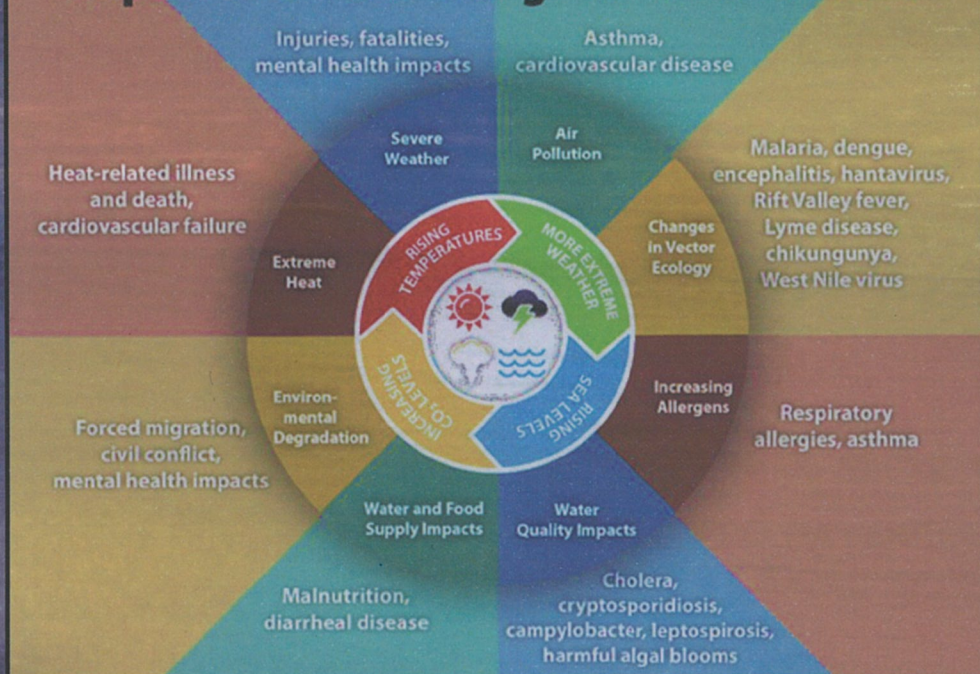 Injuries, fatalities,
mental health impacts
Asthma,
cardiovascular disease
Severe
Weather
Air
Pollution
Malaria, dengue,
encephalitis, hantavirus,
Rift Valley fever,
Lyme disease,
chikungunya,
West Nile virus
Changes
in Vector
Ecology
Heat-related illness
and death,
cardiovascular failure
Extreme
Heat
RISING
TEMPERATURES
MORE EXTREME
WEATHER
RISING
SEA LEVELS
INCREASING
CO₂ LEVELS
Increasing
Allergens
Respiratory
allergies, asthma
Environ-
mental
Degradation
Forced migration,
civil conflict,
mental health impacts
Water and Food
Supply Impacts
Malnutrition,
diarrheal disease
Water
Quality Impacts
Cholera,
cryptosporidiosis,
campylobacter, leptospirosis,
harmful algal blooms